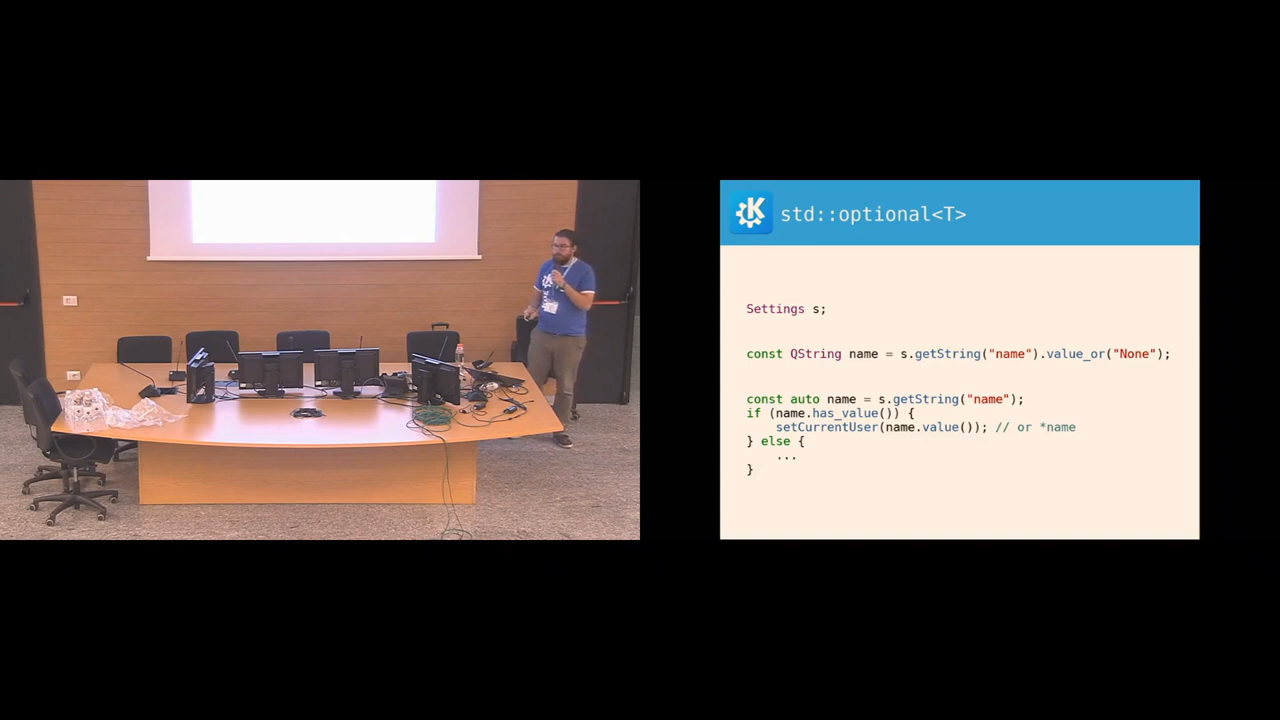 std::optional<T>
Settings s;
const QString name = s.getString("name").value_or("None");
const auto name = s.getString("name");
if (name.has_value()) {
setCurrentUser(name.value()); // or *name
} else {
...
}